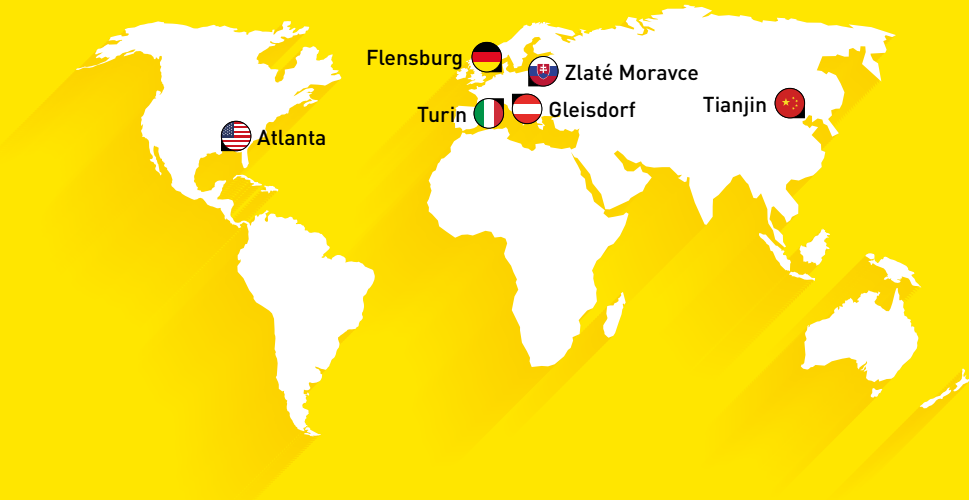 Flensburg
Zlaté Moravce
Turin
Gleisdorf
Tianjin
Atlanta